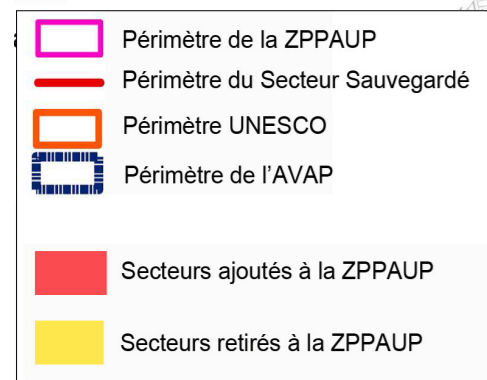 Périmètre de la ZPPAUP
Périmètre du Secteur Sauvegardé
Périmètre UNESCO
Périmètre de l'AVAP
Secteurs ajoutés à la ZPPAUP
Secteurs retirés à la ZPPAUP